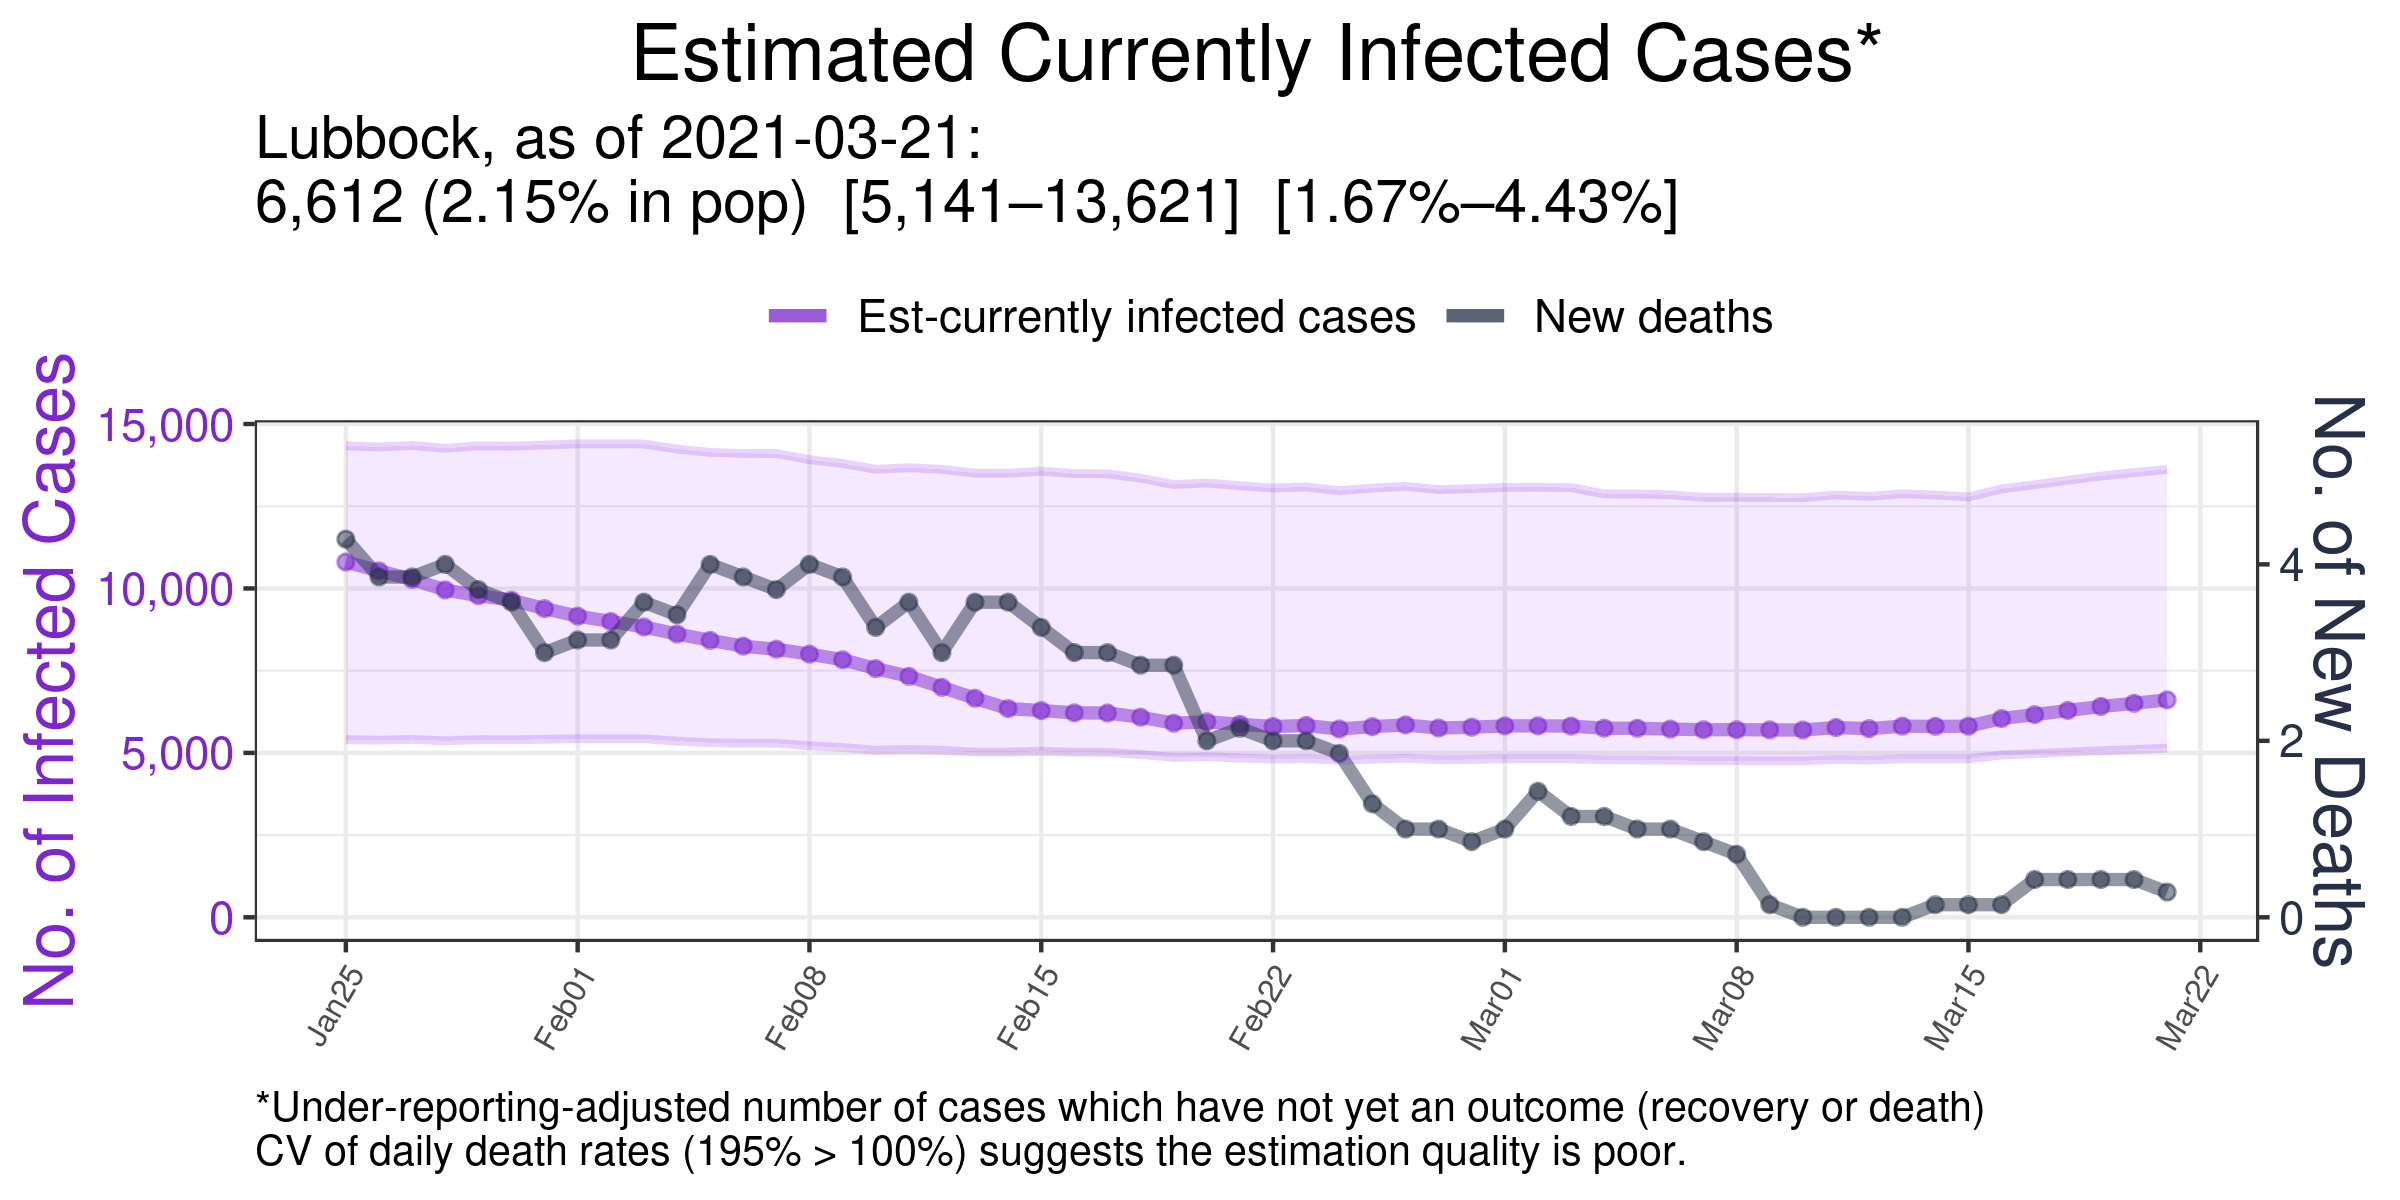 Estimated Currently Infected Cases*
Lubbock, as of 2021-03-21:
6,612 (2.15% in pop)  [5,141–13,621]  [1.67%–4.43%]
Est-currently infected cases
New deaths
No. of Infected Cases
15,000
10,000
5,000
0
No. of New Deaths
4
2
0
Jan25
Feb01
Feb08
Feb15
Feb22
Mar01
Mar08
Mar15
Mar22
*Under-reporting-adjusted number of cases which have not yet an outcome (recovery or death)
CV of daily death rates (195% > 100%) suggests the estimation quality is poor.